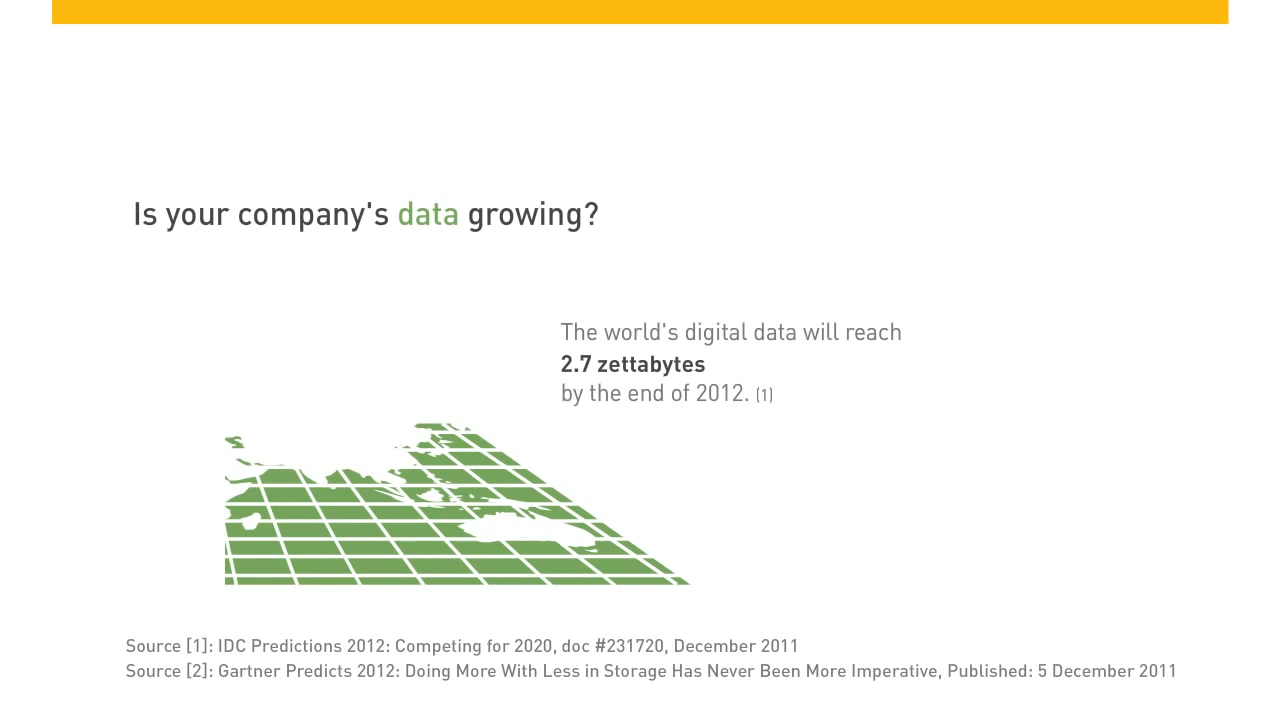 Is your company's data growing?
The world's digital data will reach
2.7 zettabytes
by the end of 2012. (1)
Source [1]: IDC Predictions 2012: Competing for 2020, doc #231720, December 2011
Source [2]: Gartner Predicts 2012: Doing More With Less in Storage Has Never Been More Imperative, Published: 5 December 2011